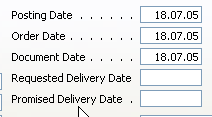 Posting Date . . . . . . 18.07.05
Order Date . . . . . . . 18.07.05
Document Date . . . . . 18.07.05
Requested Delivery Date
Promised Delivery Date .